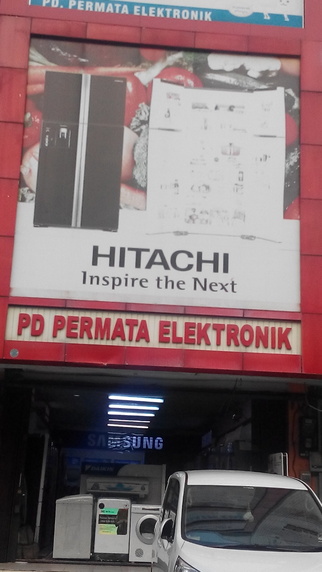 PD. PERMATA ELEKTRONIK
HITACHI
Inspire the Next
PD PERMATA ELEKTRONIK
SAMSUNG